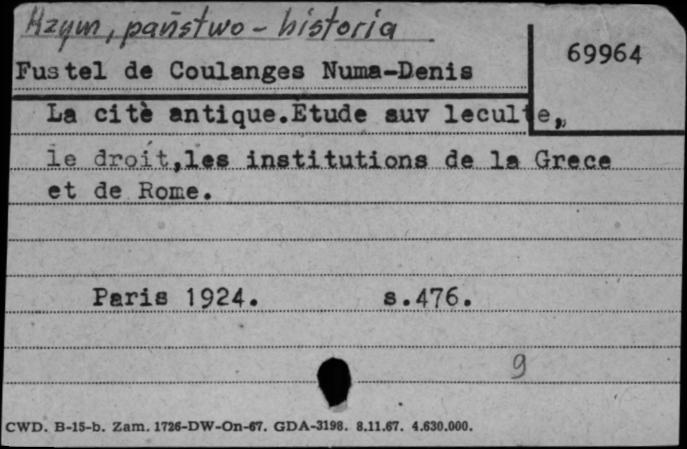 Rzym, państwo - historia
69964
Fustel de Coulanges Numa-Denis
La citè antique.Etude suv leculte,,
le droit,les institutions de la Grece
et de Rome.
Paris 1924. s.476.
9
CWD. B-15-b. Zam. 1726-DW-On-67. GDA-3198. 8.11.67. 4.630.000.